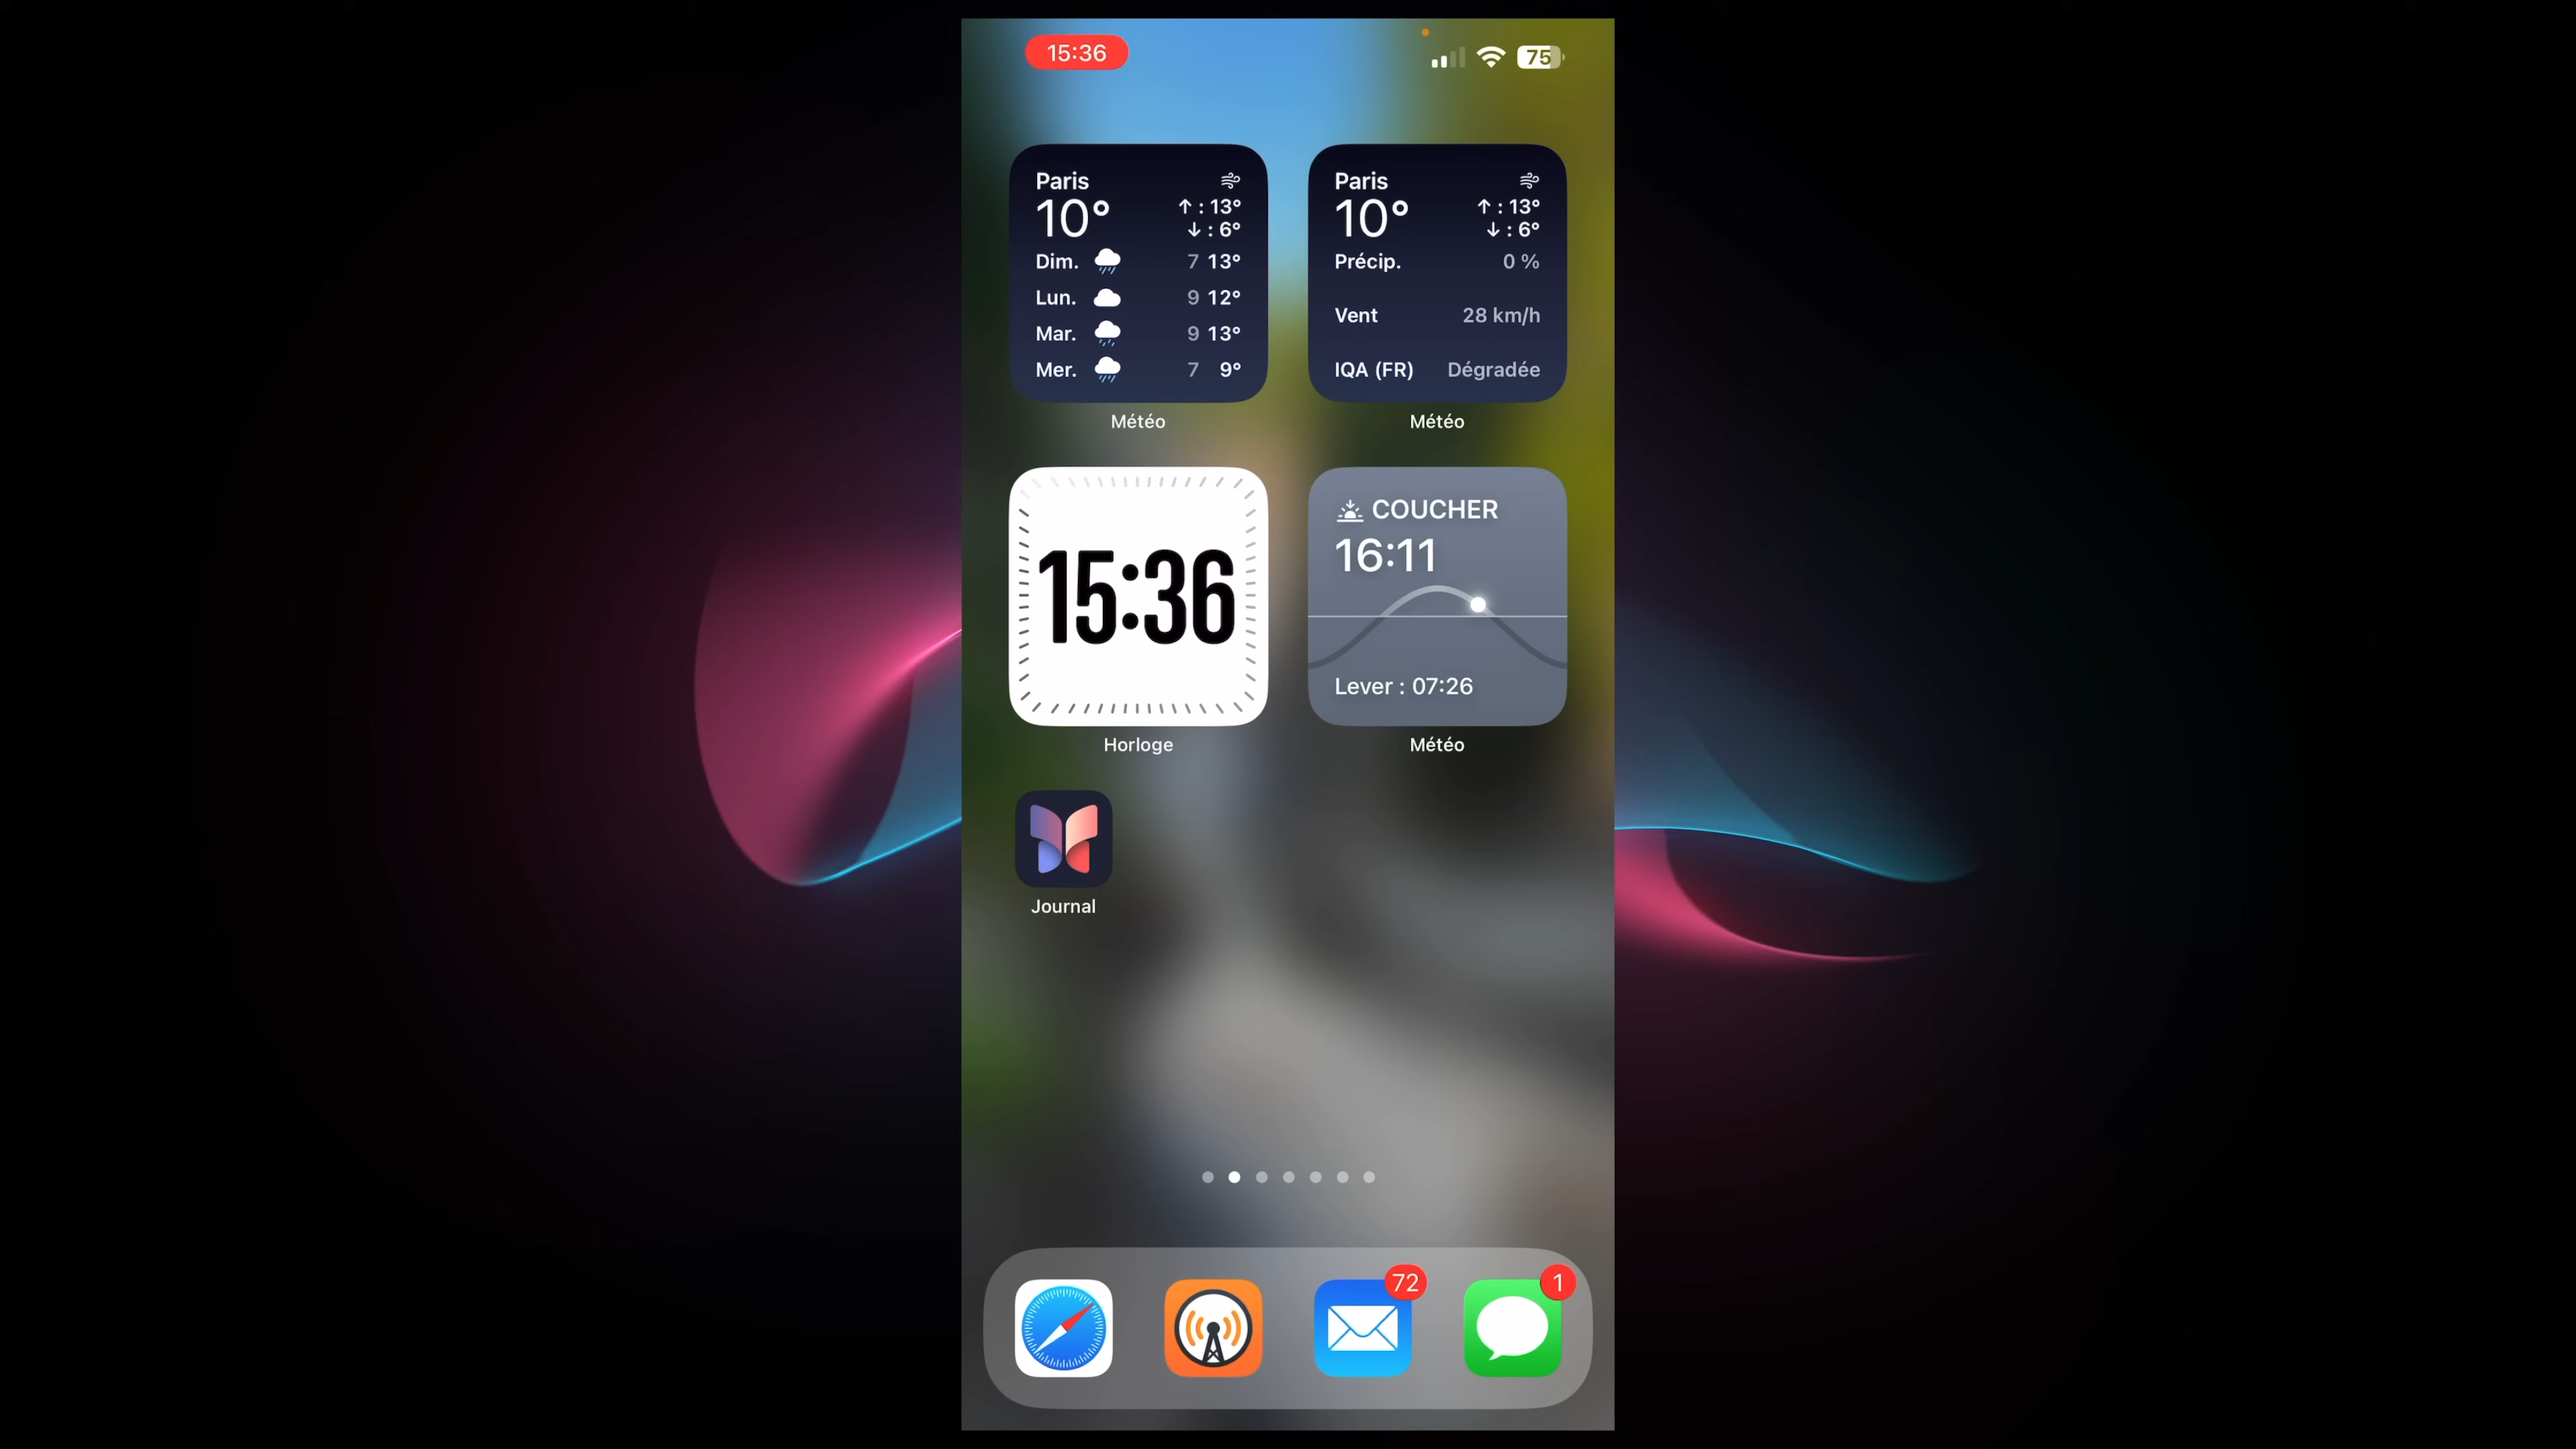 15:36
75
Paris
10°
↑ : 13°
↓ : 6°
Dim. 7 13°
Lun. 9 12°
Mar. 9 13°
Mer. 7 9°
Météo
Paris
10°
↑ : 13°
↓ : 6°
Précip. 0 %
Vent 28 km/h
IQA (FR) Dégradée
Météo
15:36
Horloge
COUCHER
16:11
Lever : 07:26
Météo
Journal
72
1